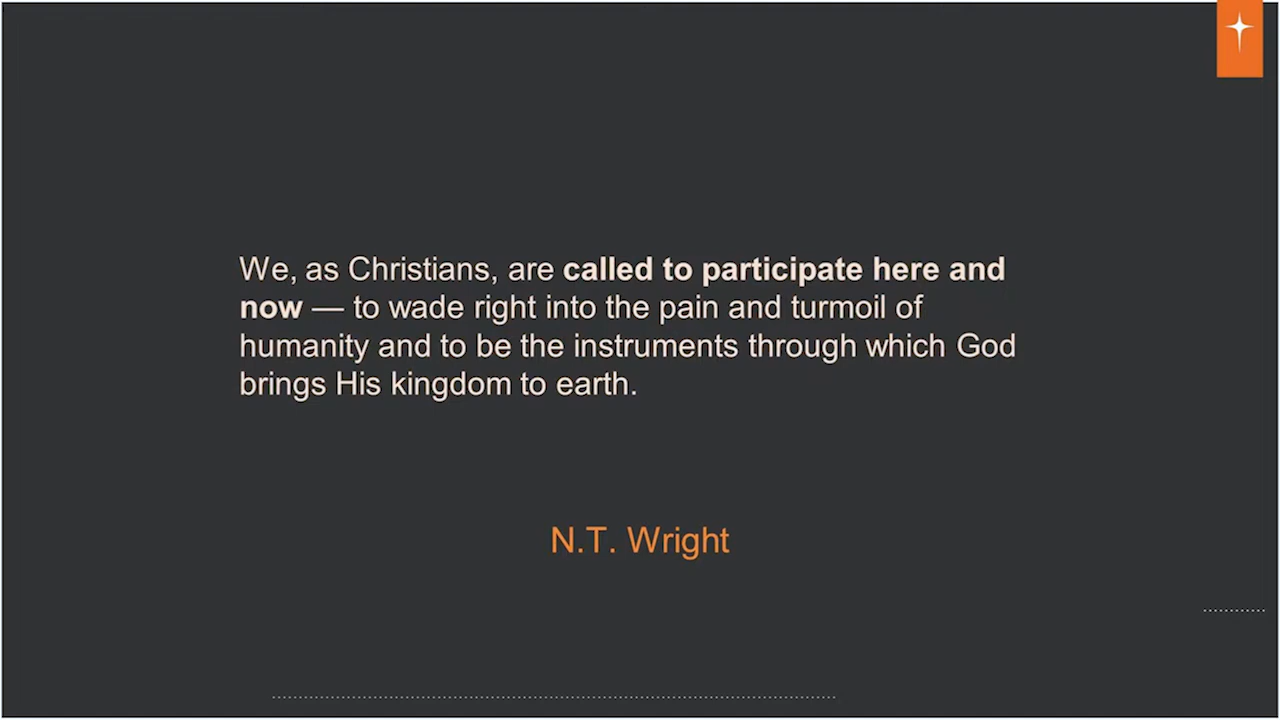 We, as Christians, are called to participate here and
now — to wade right into the pain and turmoil of
humanity and to be the instruments through which God
brings His kingdom to earth.
N.T. Wright